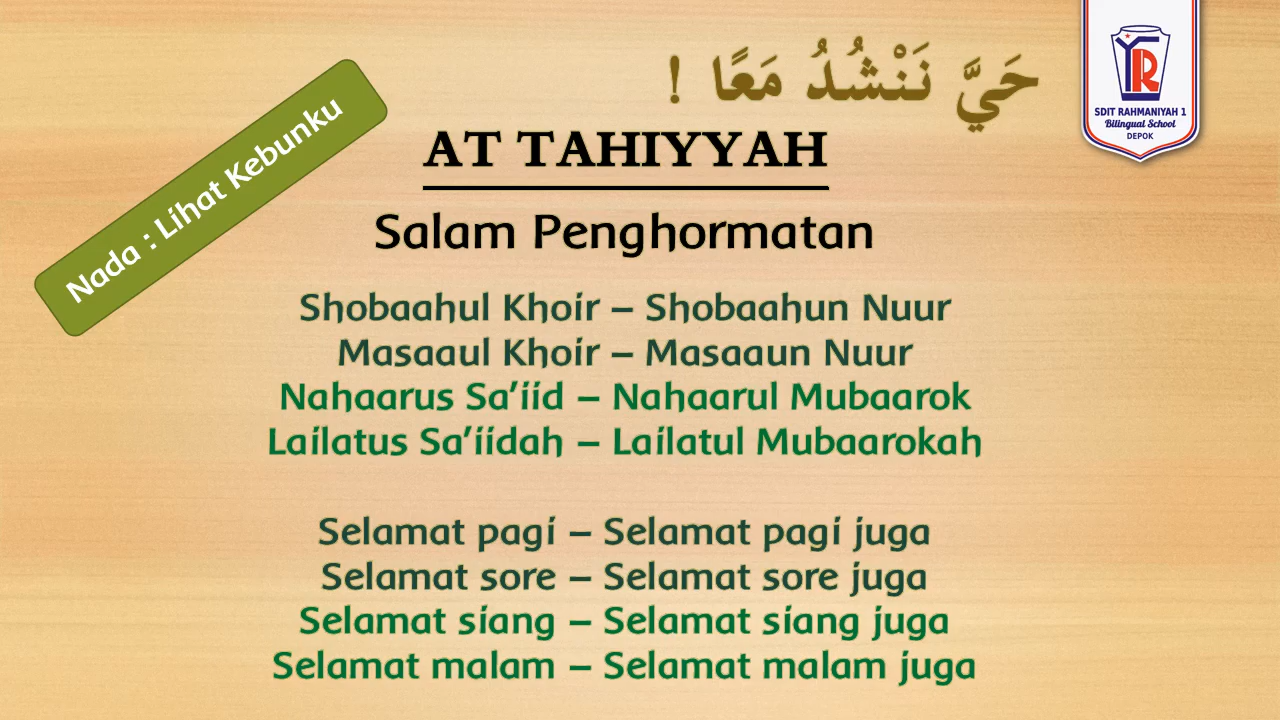 حَيَّ نَنْشُدُ مَعًا !
SDIT RAHMANIYAH 1
Bilingual School
DEPOK
Nada : Lihat Kebunku
AT TAHIYYAH
Salam Penghormatan
Shobaahul Khoir – Shobaahun Nuur
Masaaul Khoir – Masaaun Nuur
Nahaarus Sa’iid – Nahaarul Mubaarok
Lailatus Sa’iidah – Lailatul Mubaarokah
Selamat pagi – Selamat pagi juga
Selamat sore – Selamat sore juga
Selamat siang – Selamat siang juga
Selamat malam – Selamat malam juga